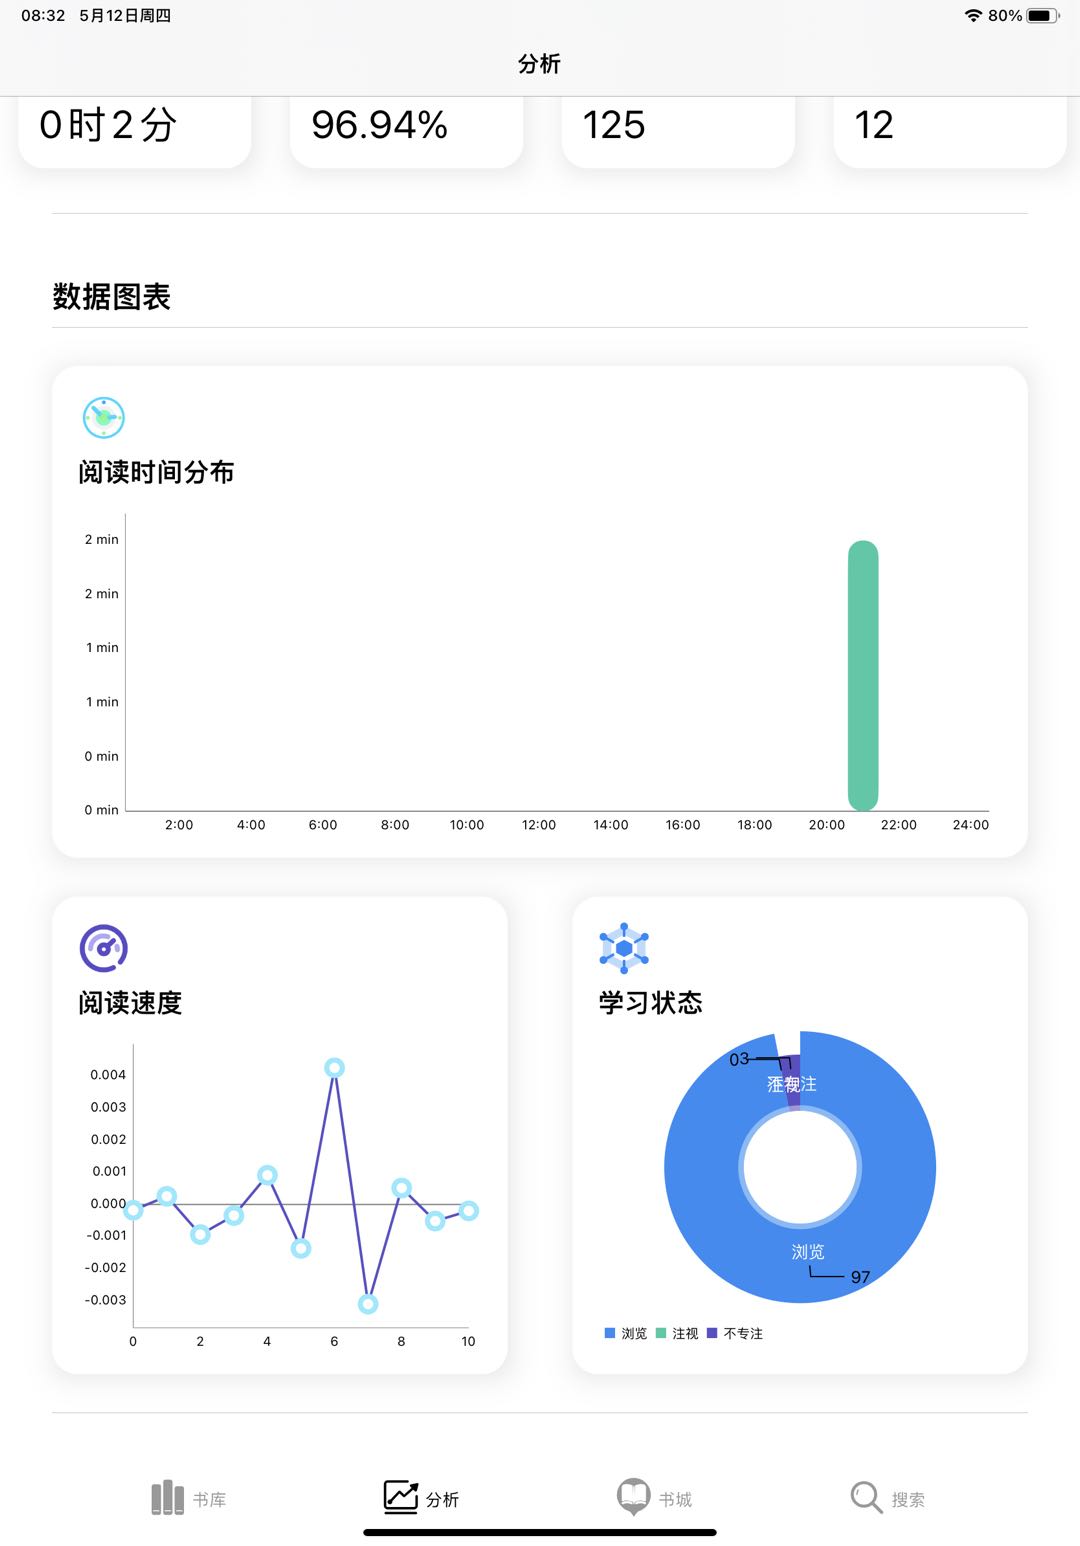 08:32 5月12日周四 80%
分析
0时2分 96.94% 125 12
数据图表
阅读时间分布
2 min
2 min
1 min
1 min
0 min
0 min
2:00 4:00 6:00 8:00 10:00 12:00 14:00 16:00 18:00 20:00 22:00 24:00
阅读速度
0.004
0.003
0.002
0.001
0.000
-0.001
-0.002
-0.003
0 2 4 6 8 10
学习状态
03
浏览
97
浏览 注视 不专注
书库 分析 书城 搜索